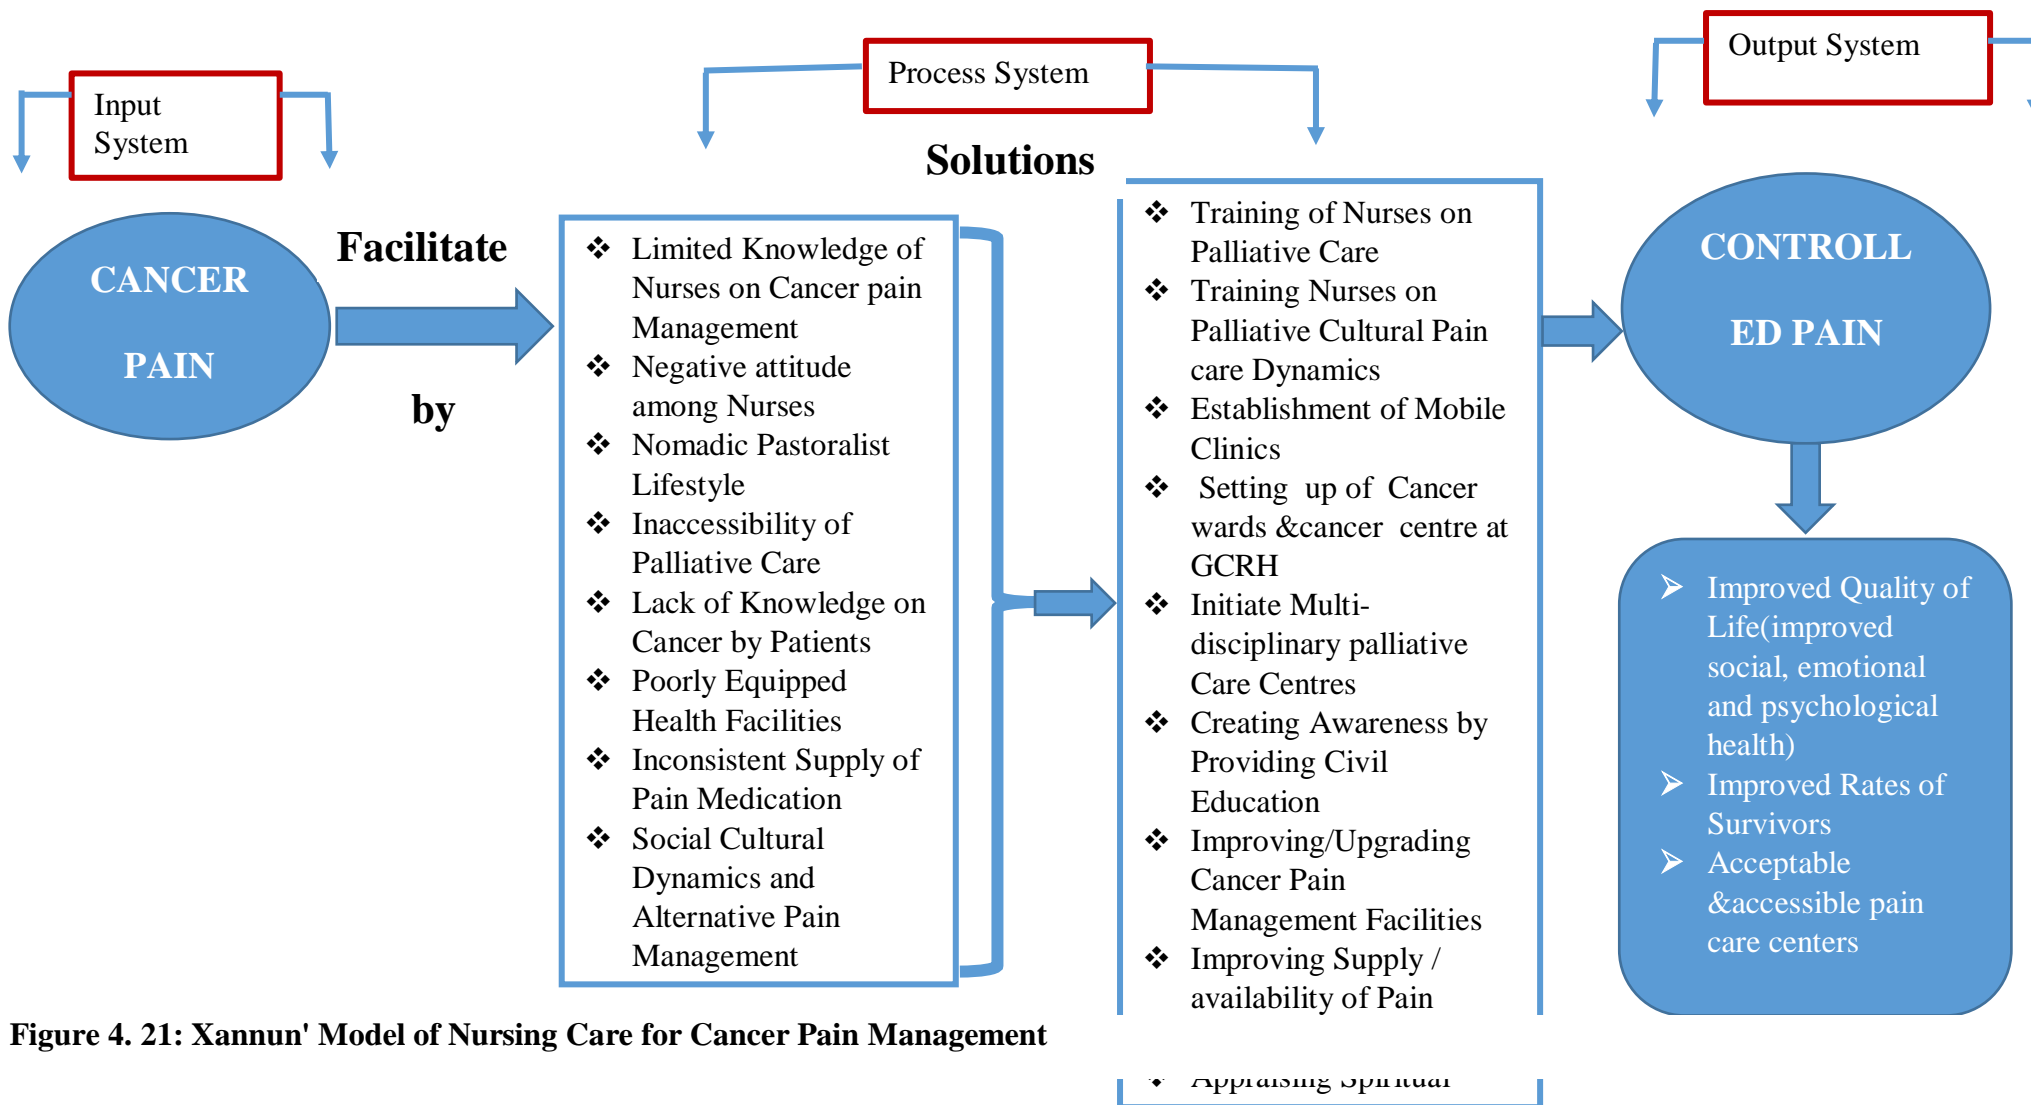 Input
System
Process System
Output System
CANCER
PAIN
Facilitate
by
❖ Limited Knowledge of
Nurses on Cancer pain
Management
❖ Negative attitude
among Nurses
❖ Nomadic Pastoralist
Lifestyle
❖ Inaccessibility of
Palliative Care
❖ Lack of Knowledge on
Cancer by Patients
❖ Poorly Equipped
Health Facilities
❖ Inconsistent Supply of
Pain Medication
❖ Social Cultural
Dynamics and
Alternative Pain
Management
Solutions
❖ Training of Nurses on
Palliative Care
❖ Training Nurses on
Palliative Cultural Pain
care Dynamics
❖ Establishment of Mobile
Clinics
❖ Setting up of Cancer
wards &cancer centre at
GCRH
❖ Initiate Multi-
disciplinary palliative
Care Centres
❖ Creating Awareness by
Providing Civil
Education
❖ Improving/Upgrading
Cancer Pain
Management Facilities
❖ Improving Supply /
availability of Pain
❖ Appraising Spiritual
CONTROLL
ED PAIN
➢ Improved Quality of
Life(improved
social, emotional
and psychological
health)
➢ Improved Rates of
Survivors
➢ Acceptable
&accessible pain
care centers
Figure 4. 21: Xannun' Model of Nursing Care for Cancer Pain Management